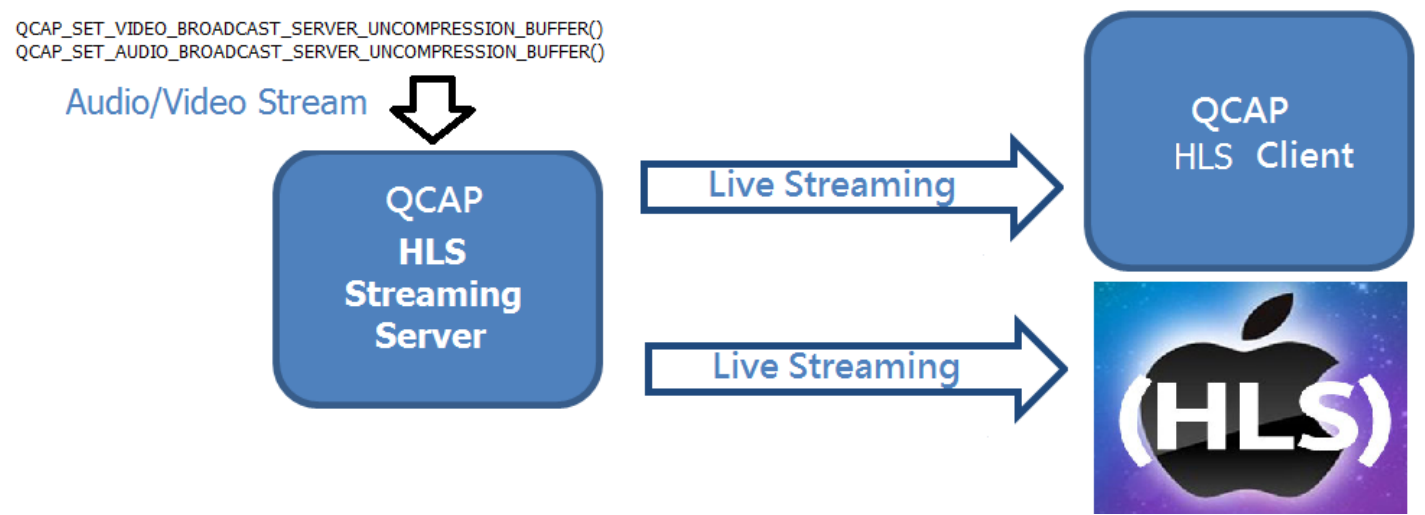 QCAP_SET_VIDEO_BROADCAST_SERVER_UNCOMPRESSION_BUFFER()
QCAP_SET_AUDIO_BROADCAST_SERVER_UNCOMPRESSION_BUFFER()
Audio/Video Stream
QCAP
HLS
Streaming
Server
Live Streaming
QCAP
HLS Client
Live Streaming
(HLS)